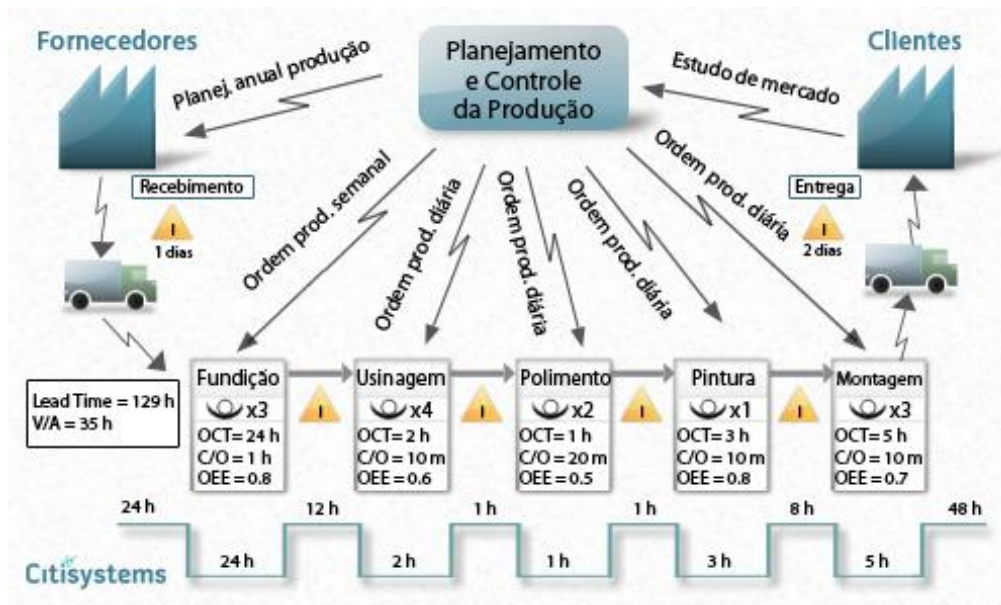 Fornecedores
Planejamento
e Controle
da Produção
Clientes
Planej. anual produção
Estudo de mercado
Recebimento
I
1 dias
Entrega
I
2 dias
Ordem prod. semanal
Ordem prod. diária
Ordem prod.
diária
Ordem prod.
diária
Ordem prod. diária
Lead Time = 129 h
V/A = 35 h
Fundição
x3
OCT= 24 h
C/O = 1 h
OEE = 0.8
I
Usinagem
x4
OCT= 2 h
C/O = 10 m
OEE = 0.6
I
Polimento
x2
OCT= 1 h
C/O = 20 m
OEE = 0.5
I
Pintura
x1
OCT= 3 h
C/O = 10 m
OEE = 0.8
I
Montagem
x3
OCT= 5 h
C/O = 10 m
OEE = 0.7
24 h 12 h 1 h 1 h 8 h 48 h
24 h 2 h 1 h 3 h 5 h
Citisystems